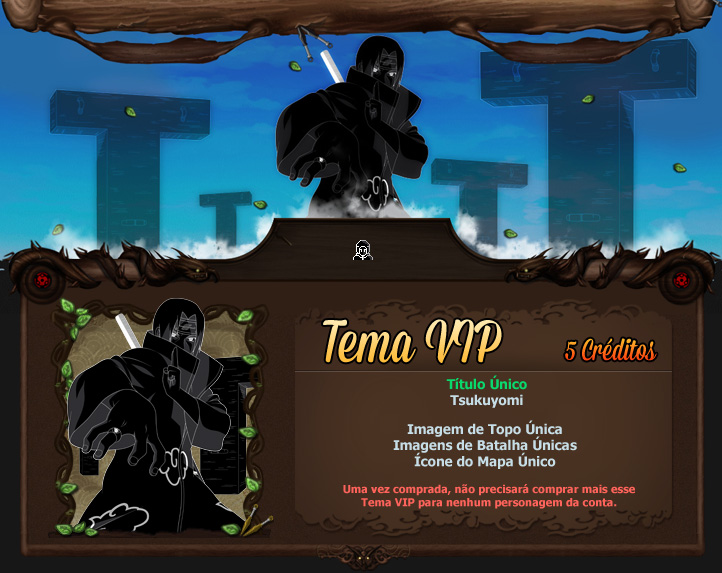 Tema VIP
5 Créditos
Título Único
Tsukuyomi
Imagem de Topo Única
Imagens de Batalha Únicas
Ícone do Mapa Único
Uma vez comprada, não precisará comprar mais esse
Tema VIP para nenhum personagem da conta.